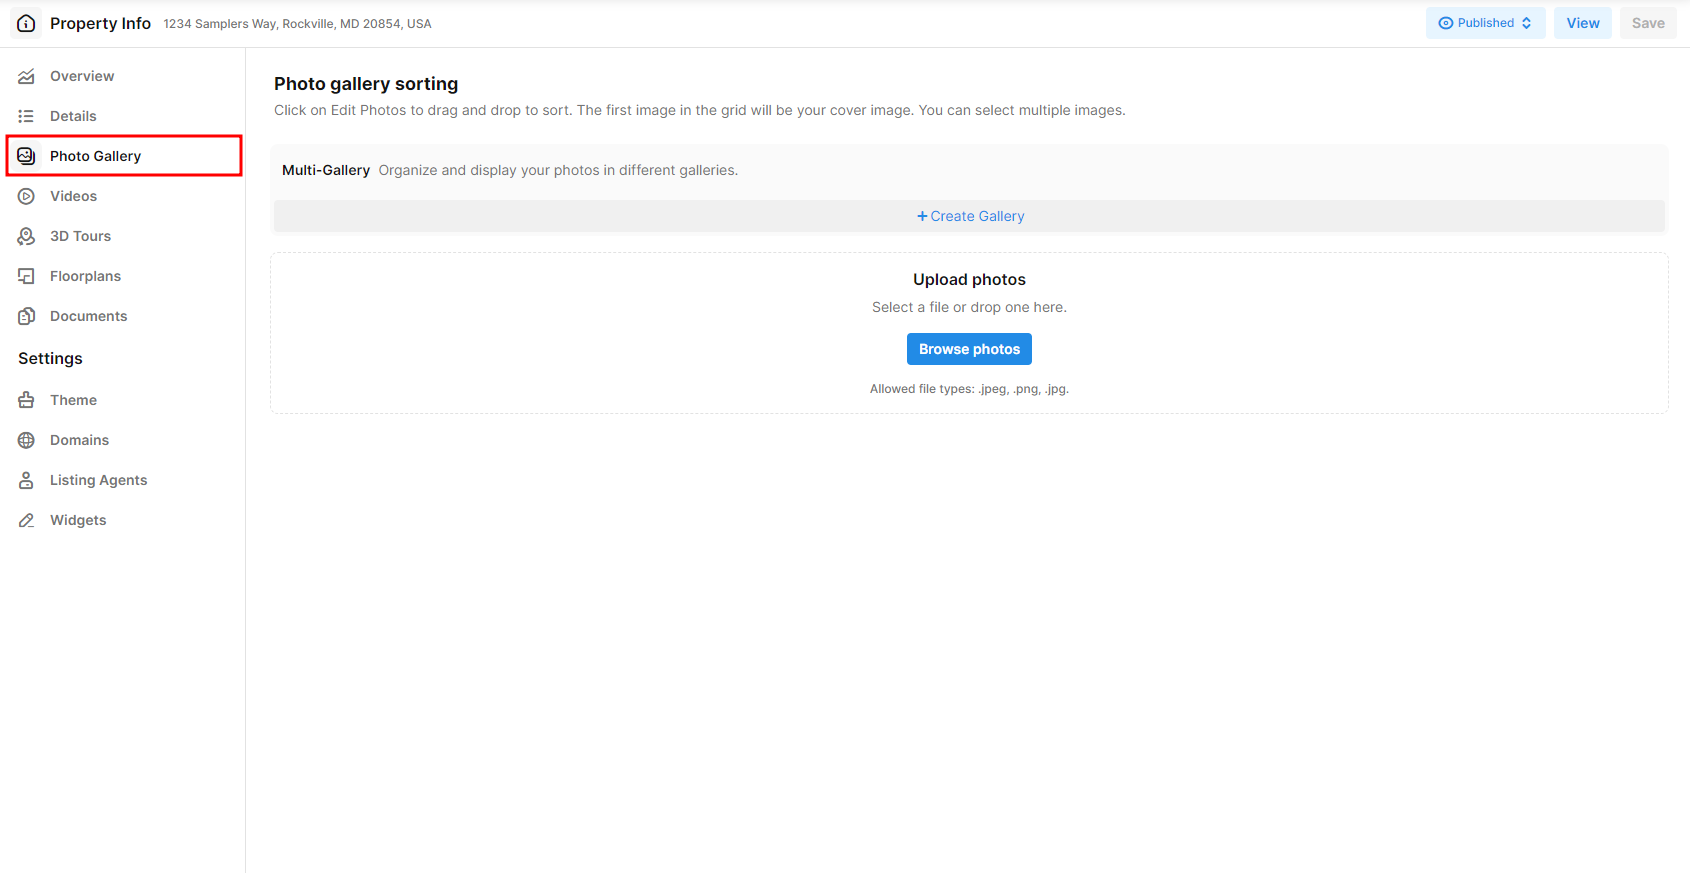 Property Info 1234 Samplers Way, Rockville, MD 20854, USA
Published
View
Save
Overview
Details
Photo Gallery
Videos
3D Tours
Floorplans
Documents
Settings
Theme
Domains
Listing Agents
Widgets
Photo gallery sorting
Click on Edit Photos to drag and drop to sort. The first image in the grid will be your cover image. You can select multiple images.
Multi-Gallery Organize and display your photos in different galleries.
+ Create Gallery
Upload photos
Select a file or drop one here.
Browse photos
Allowed file types: .jpeg, .png, .jpg.